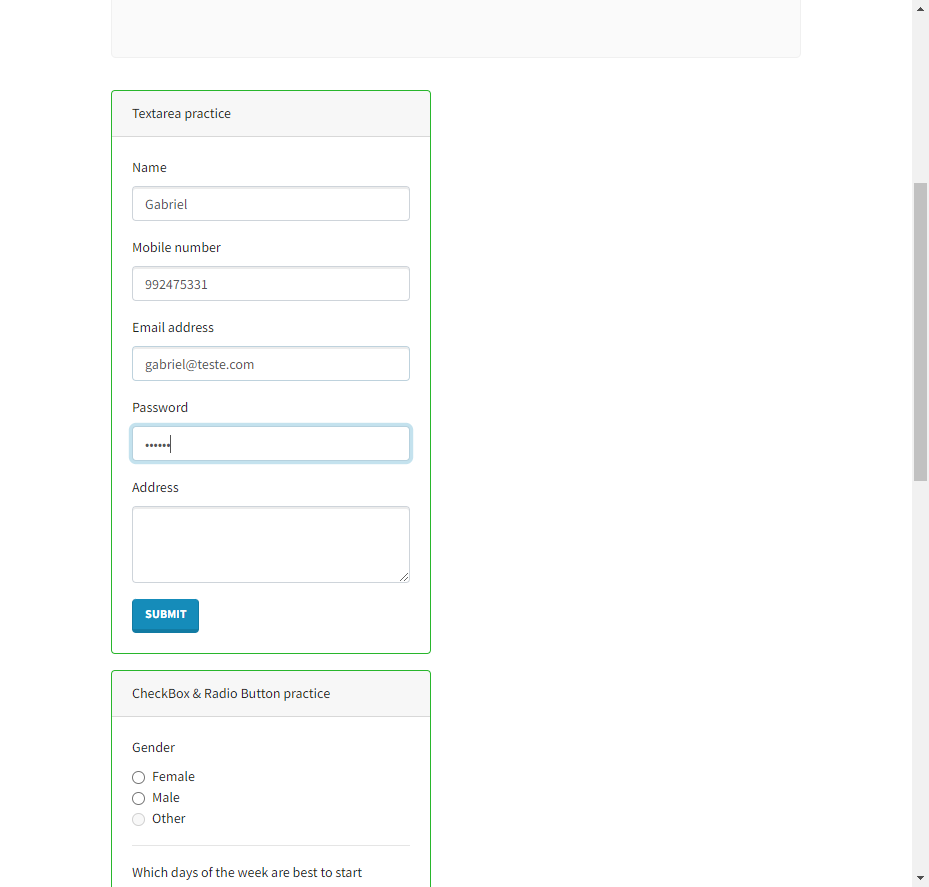 Textarea practice
Name
Gabriel
Mobile number
992475331
Email address
gabriel@teste.com
Password
••••••
Address
SUBMIT
CheckBox & Radio Button practice
Gender
Female
Male
Other
Which days of the week are best to start